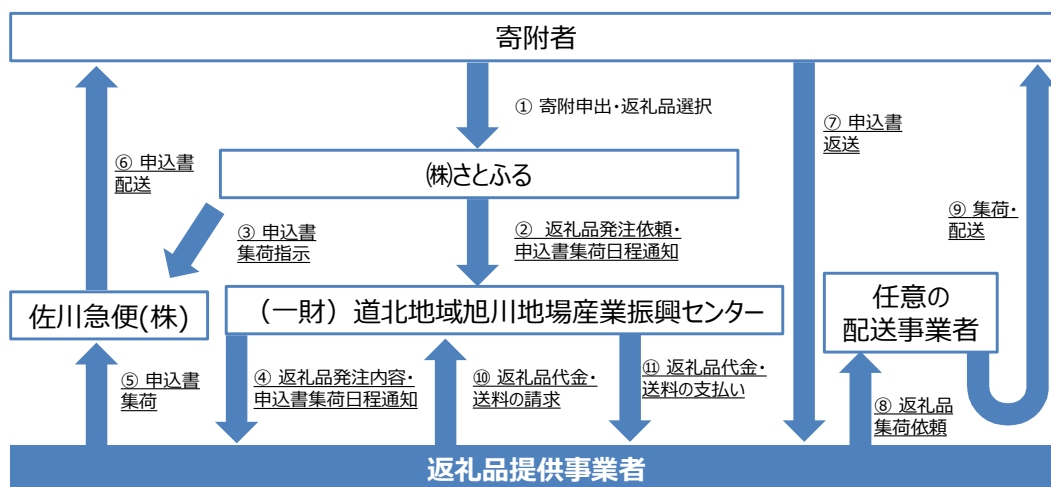 寄附者
① 寄附申出・返礼品選択
⑦ 申込書
返送
⑥ 申込書
配送
㈱さとふる
⑨ 集荷・
配送
③ 申込書
集荷指示
② 返礼品発注依頼・
申込書集荷日程通知
佐川急便(株)
（一財）道北地域旭川地場産業振興センター
任意の
配送事業者
⑤ 申込書
集荷
④ 返礼品発注内容・
申込書集荷日程通知
⑩ 返礼品代金・
送料の請求
⑪ 返礼品代金・
送料の支払い
⑧ 返礼品
集荷依頼
返礼品提供事業者